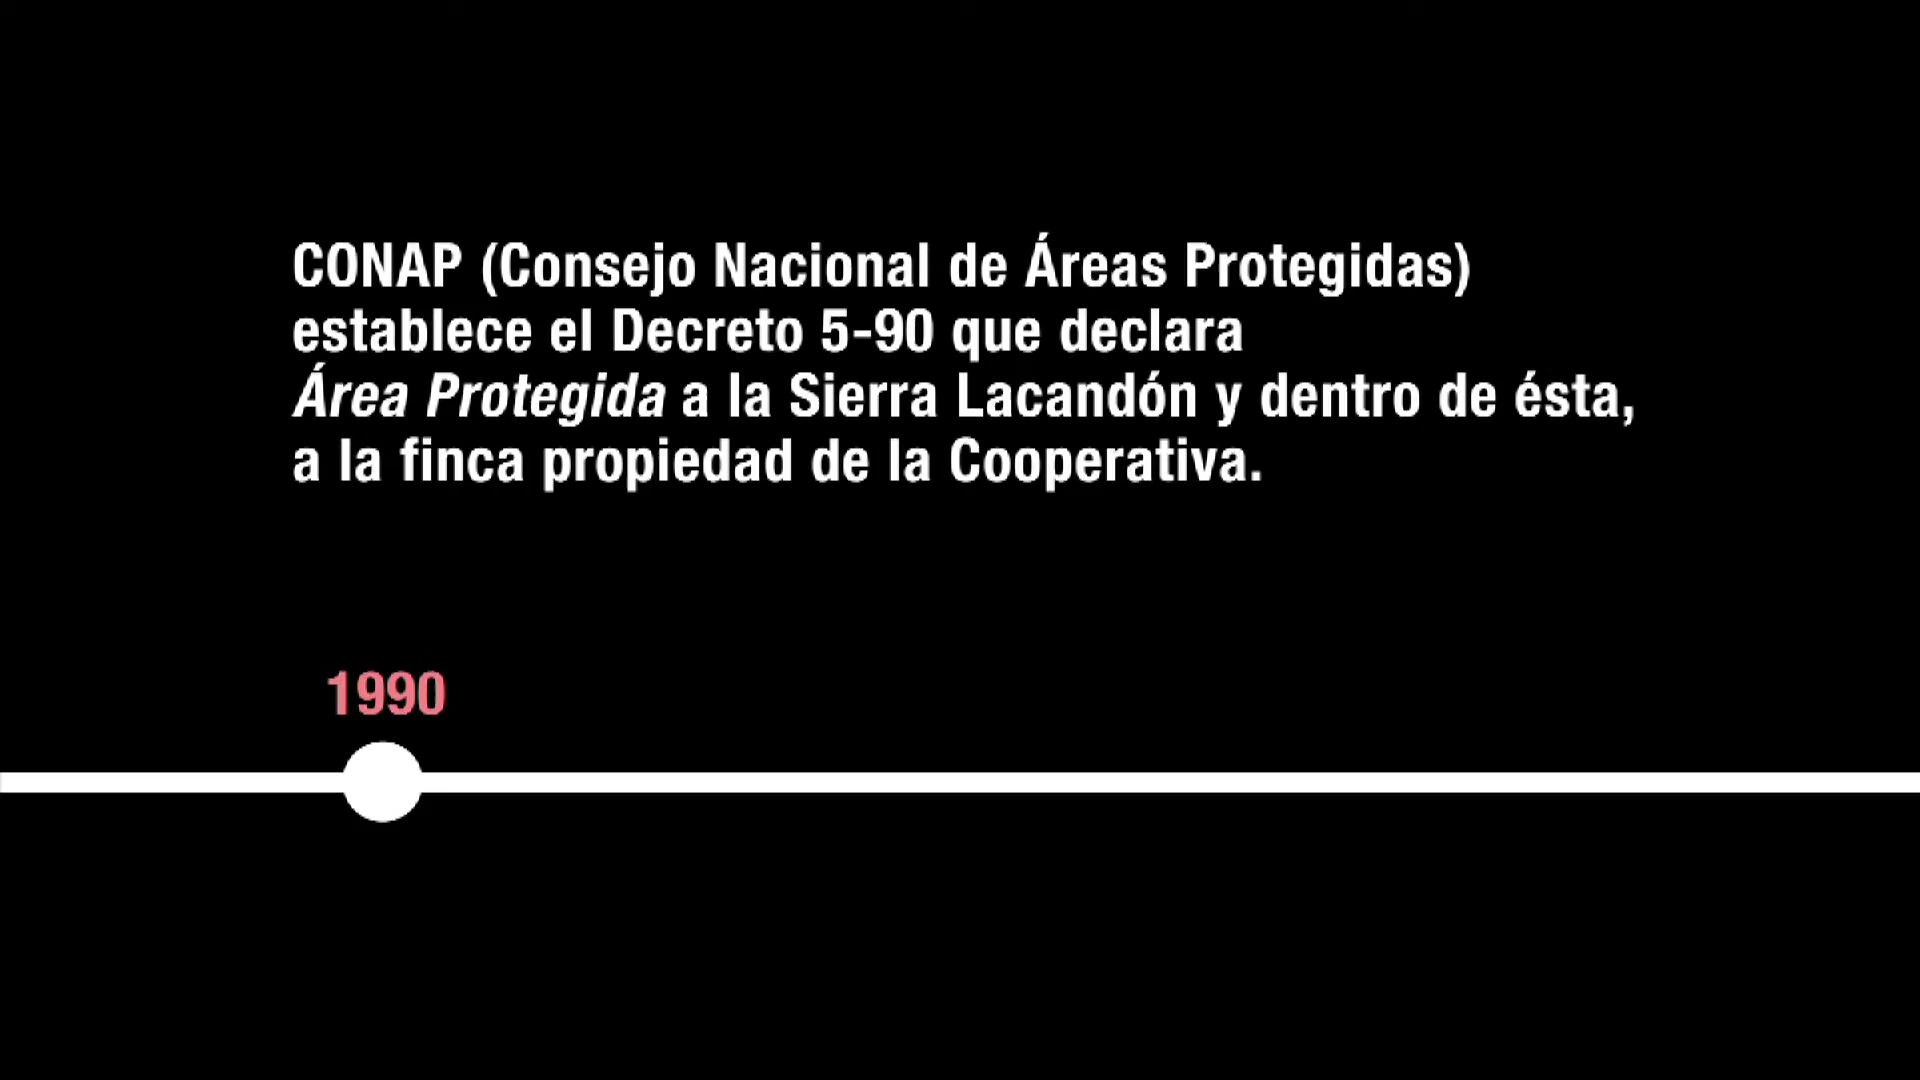 CONAP (Consejo Nacional de Áreas Protegidas)
establece el Decreto 5-90 que declara
Área Protegida a la Sierra Lacandón y dentro de ésta,
a la finca propiedad de la Cooperativa.
1990